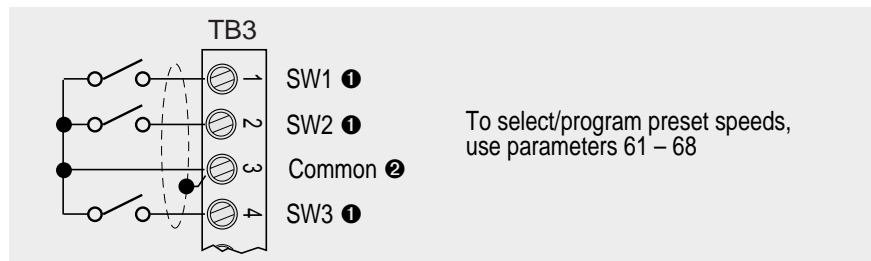 TB3
1 SW1 ❶
2 SW2 ❶
3 Common ❷
4 SW3 ❶
To select/program preset speeds,
use parameters 61 – 68